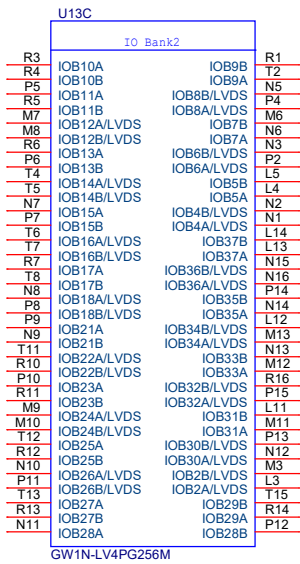 U13C
IO Bank2
R3 IOB10A IOB9B R1
R4 IOB10B IOB9A T2
P5 IOB11A IOB8B/LVDS N5
R5 IOB11B IOB8A/LVDS P4
M7 IOB12A/LVDS IOB7B M6
M8 IOB12B/LVDS IOB7A N6
R6 IOB13A IOB6B/LVDS N3
P6 IOB13B IOB6A/LVDS P2
T4 IOB14A/LVDS IOB5B L5
T5 IOB14B/LVDS IOB5A L4
N7 IOB15A IOB4B/LVDS N2
P7 IOB15B IOB4A/LVDS N1
T6 IOB16A/LVDS IOB37B L14
T7 IOB16B/LVDS IOB37A L13
R7 IOB17A IOB36B/LVDS N15
T8 IOB17B IOB36A/LVDS N16
N8 IOB18A/LVDS IOB35B P14
P8 IOB18B/LVDS IOB35A N14
P9 IOB21A IOB34B/LVDS L12
N9 IOB21B IOB34A/LVDS M13
T11 IOB22A/LVDS IOB33B N13
R10 IOB22B/LVDS IOB33A M12
P10 IOB23A IOB32B/LVDS R16
R11 IOB23B IOB32A/LVDS P15
M9 IOB24A/LVDS IOB31B L11
M10 IOB24B/LVDS IOB31A M11
T12 IOB25A IOB30B/LVDS P13
R12 IOB25B IOB30A/LVDS N12
N10 IOB26A/LVDS IOB2B/LVDS M3
P11 IOB26B/LVDS IOB2A/LVDS L3
T13 IOB27A IOB29B T15
R13 IOB27B IOB29A R14
N11 IOB28A IOB28B P12
GW1N-LV4PG256M